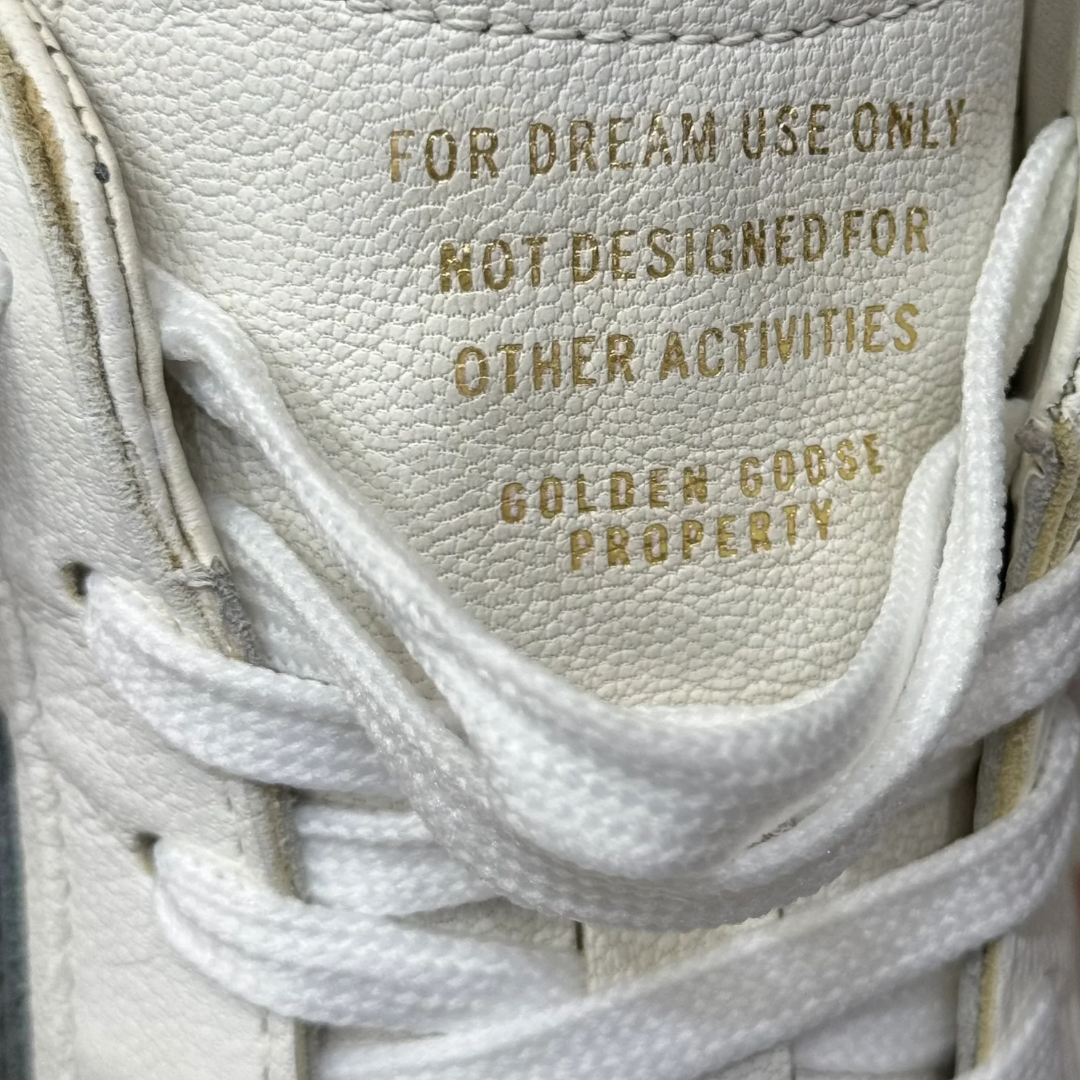 FOR DREAM USE ONLY
NOT DESIGNED FOR
OTHER ACTIVITIES
GOLDEN GOOSE
PROPERTY